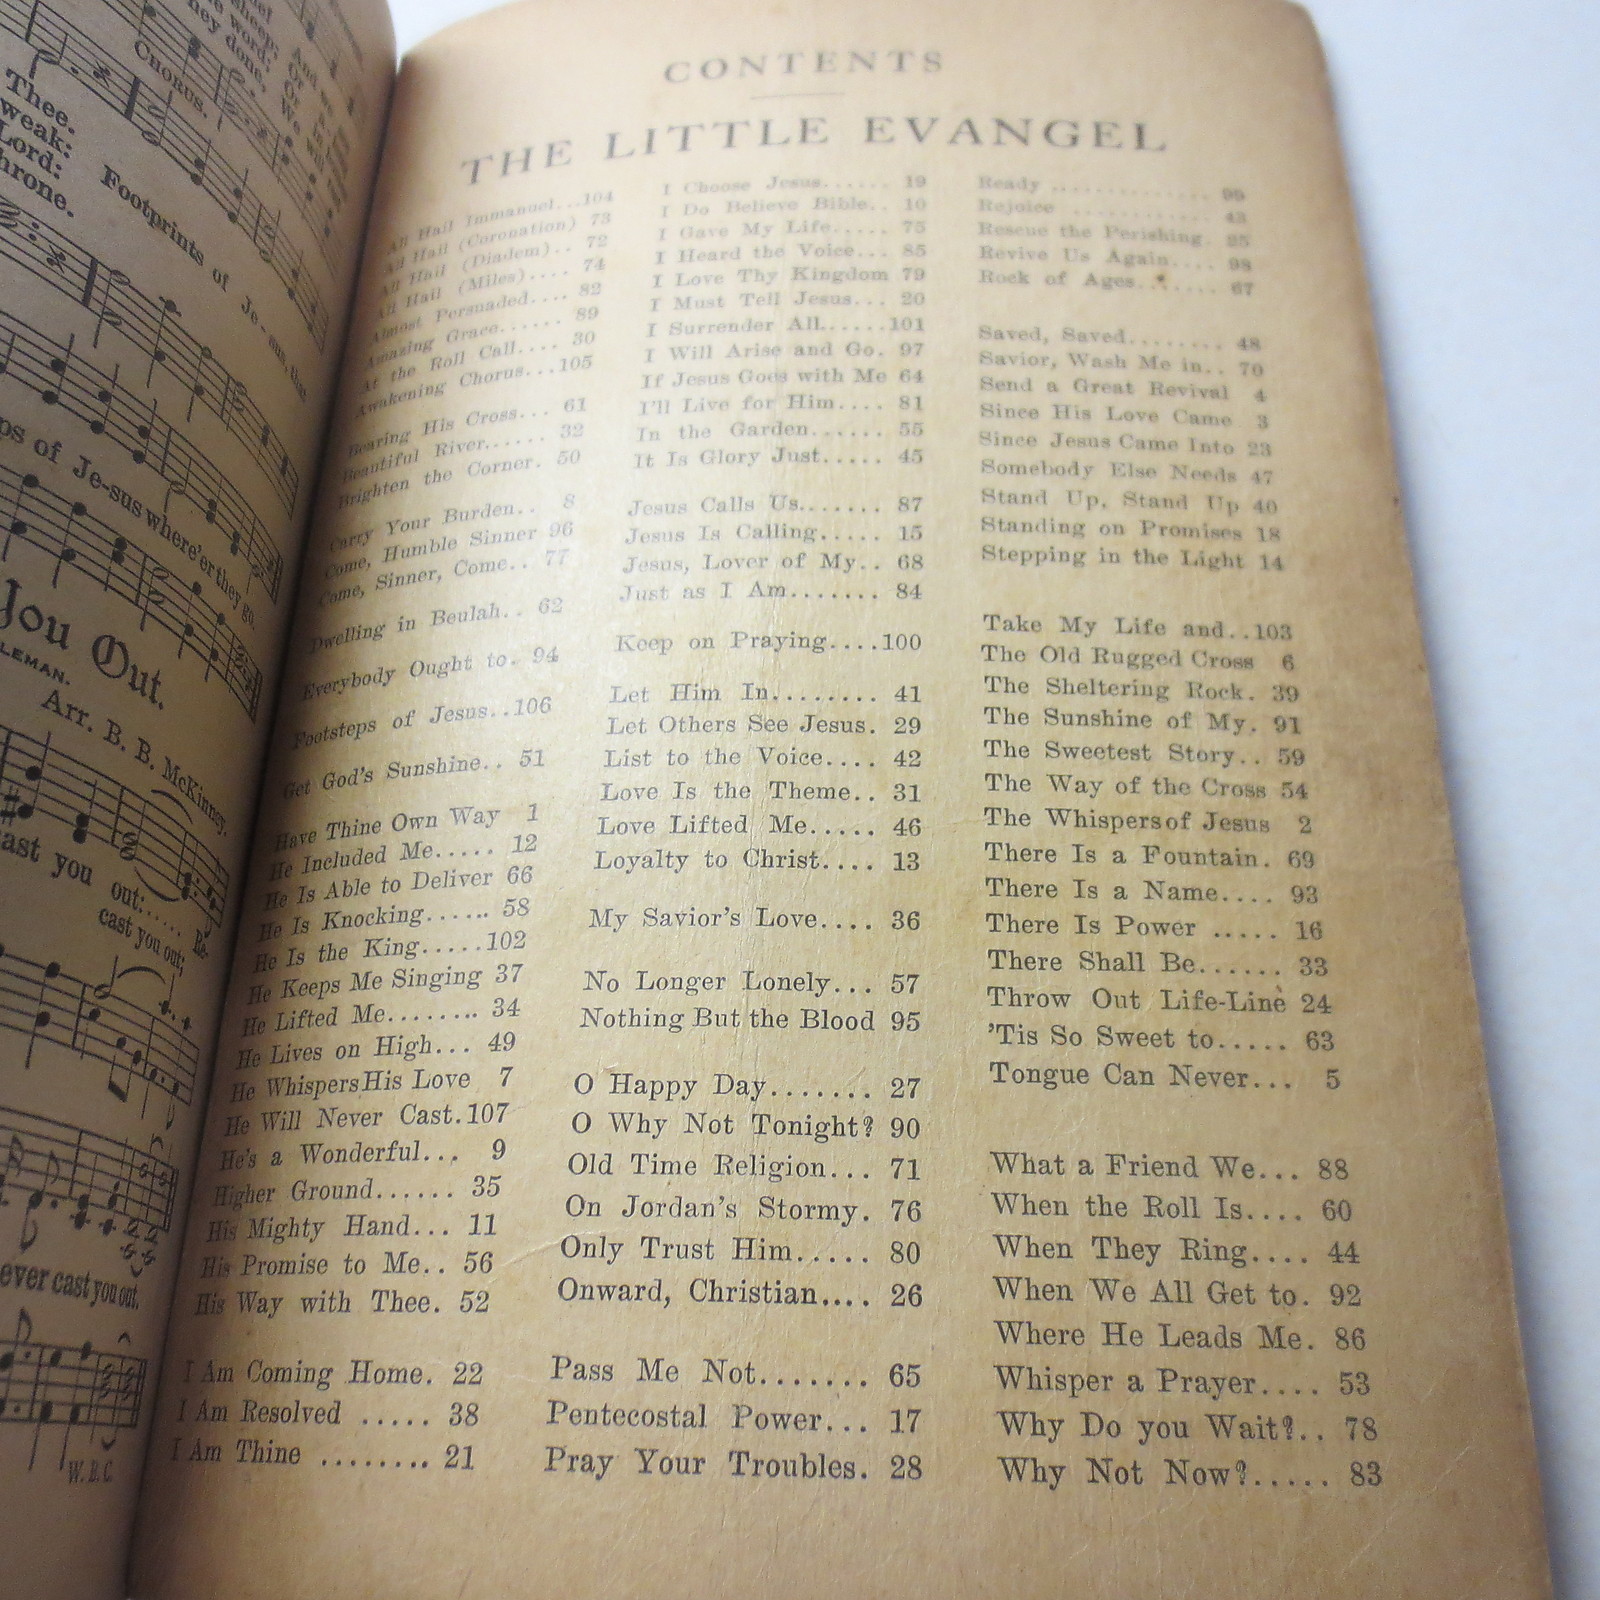 Thee.
weak:
Lord:
hrone.
sheep;
word;
hey done,
And we
Or
Or in
We will
CHORUS.
Footprints of Je-sus, that
ps of Je-sus where'er they go.
You Out.
LEMAN.
Arr. B. B. McKinney.
ast you out:..... Re-
cast you out;
ever cast you out.
W. B. C.
CONTENTS
THE LITTLE EVANGEL
All Hail Immanuel...104
All Hail (Coronation) 73
All Hail (Diadem).. 72
All Hail (Miles).... 74
Almost Persuaded.... 82
Amazing Grace...... 89
At the Roll Call.... 30
Awakening Chorus...105
Bearing His Cross... 61
Beautiful River...... 32
Brighten the Corner. 50
Carry Your Burden.. 8
Come, Humble Sinner 96
Come, Sinner, Come.. 77
Dwelling in Beulah.. 62
Everybody Ought to. 94
Footsteps of Jesus..106
Get God's Sunshine.. 51
Have Thine Own Way 1
He Included Me..... 12
He Is Able to Deliver 66
He Is Knocking...... 58
He Is the King.....102
He Keeps Me Singing 37
He Lifted Me........ 34
He Lives on High... 49
He Whispers His Love 7
He Will Never Cast.107
He's a Wonderful... 9
Higher Ground...... 35
His Mighty Hand... 11
His Promise to Me.. 56
His Way with Thee. 52
I Am Coming Home. 22
I Am Resolved ..... 38
I Am Thine ........ 21
I Choose Jesus...... 19
I Do Believe Bible.. 10
I Gave My Life..... 75
I Heard the Voice... 85
I Love Thy Kingdom 79
I Must Tell Jesus... 20
I Surrender All......101
I Will Arise and Go. 97
If Jesus Goes with Me 64
I'll Live for Him.... 81
In the Garden...... 55
It Is Glory Just..... 45
Jesus Calls Us....... 87
Jesus Is Calling..... 15
Jesus, Lover of My.. 68
Just as I Am....... 84
Keep on Praying....100
Let Him In........ 41
Let Others See Jesus. 29
List to the Voice.... 42
Love Is the Theme.. 31
Love Lifted Me..... 46
Loyalty to Christ.... 13
My Savior's Love.... 36
No Longer Lonely... 57
Nothing But the Blood 95
O Happy Day....... 27
O Why Not Tonight? 90
Old Time Religion... 71
On Jordan's Stormy. 76
Only Trust Him..... 80
Onward, Christian.... 26
Pass Me Not....... 65
Pentecostal Power... 17
Pray Your Troubles. 28
Ready .............. 99
Rejoice ............ 43
Rescue the Perishing. 25
Revive Us Again.... 98
Rock of Ages........ 67
Saved, Saved........ 48
Savior, Wash Me in.. 70
Send a Great Revival 4
Since His Love Came 3
Since Jesus Came Into 23
Somebody Else Needs 47
Stand Up, Stand Up 40
Standing on Promises 18
Stepping in the Light 14
Take My Life and..103
The Old Rugged Cross 6
The Sheltering Rock. 39
The Sunshine of My. 91
The Sweetest Story.. 59
The Way of the Cross 54
The Whispers of Jesus 2
There Is a Fountain. 69
There Is a Name.... 93
There Is Power ..... 16
There Shall Be...... 33
Throw Out Life-Line 24
'Tis So Sweet to..... 63
Tongue Can Never... 5
What a Friend We... 88
When the Roll Is.... 60
When They Ring.... 44
When We All Get to. 92
Where He Leads Me. 86
Whisper a Prayer.... 53
Why Do you Wait?.. 78
Why Not Now?..... 83